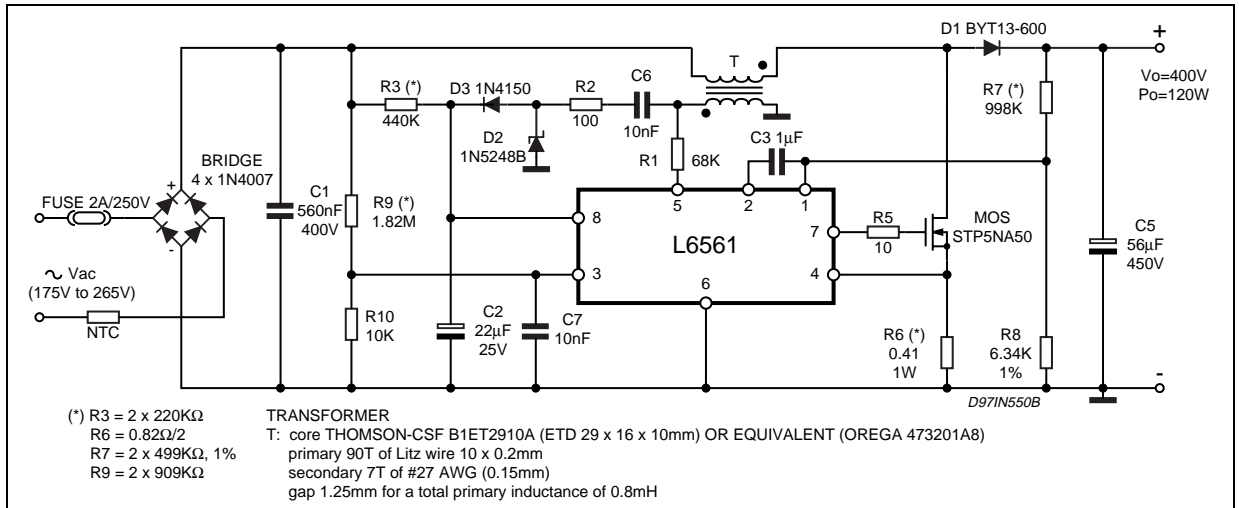 D1 BYT13-600
+
T
C6
R3 (*)
D3 1N4150
R2
R7 (*)
998K
Vo=400V
Po=120W
440K
100
10nF
D2
1N5248B
C3 1µF
R1
68K
BRIDGE
4 x 1N4007
+
-
FUSE 2A/250V
C1
560nF
400V
R9 (*)
1.82M
5
2
1
8
7
L6561
R5
10
MOS
STP5NA50
C5
56µF
450V
3
4
6
~ Vac
(175V to 265V)
NTC
R10
10K
C2
22µF
25V
C7
10nF
R6 (*)
0.41
1W
R8
6.34K
1%
-
D97IN550B
(*) R3 = 2 x 220KΩ
R6 = 0.82Ω/2
R7 = 2 x 499KΩ, 1%
R9 = 2 x 909KΩ
TRANSFORMER
T: core THOMSON-CSF B1ET2910A (ETD 29 x 16 x 10mm) OR EQUIVALENT (OREGA 473201A8)
primary 90T of Litz wire 10 x 0.2mm
secondary 7T of #27 AWG (0.15mm)
gap 1.25mm for a total primary inductance of 0.8mH